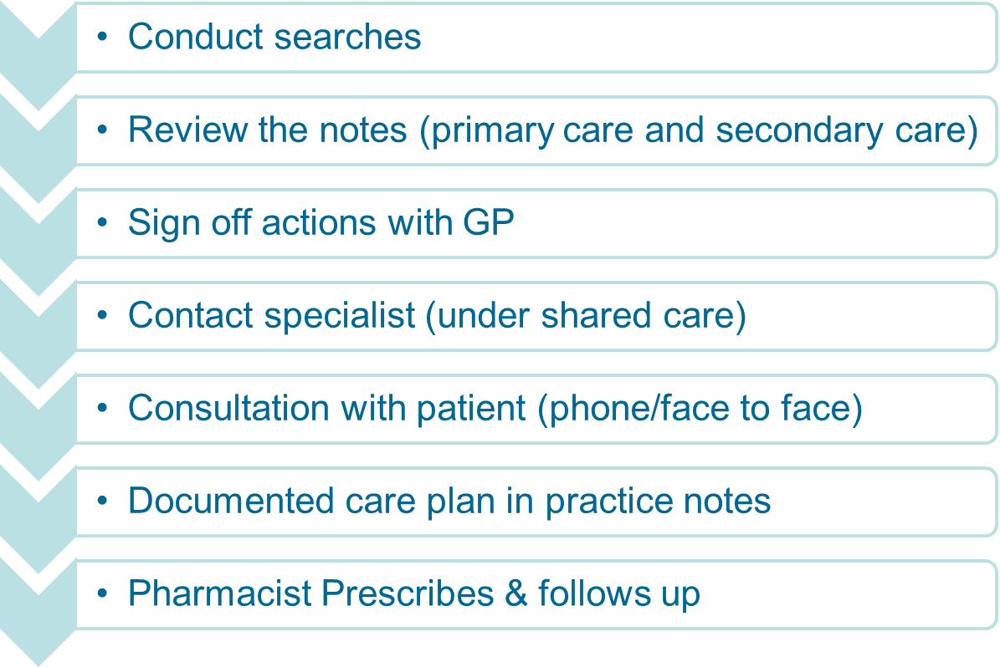 • Conduct searches
• Review the notes (primary care and secondary care)
• Sign off actions with GP
• Contact specialist (under shared care)
• Consultation with patient (phone/face to face)
• Documented care plan in practice notes
• Pharmacist Prescribes & follows up